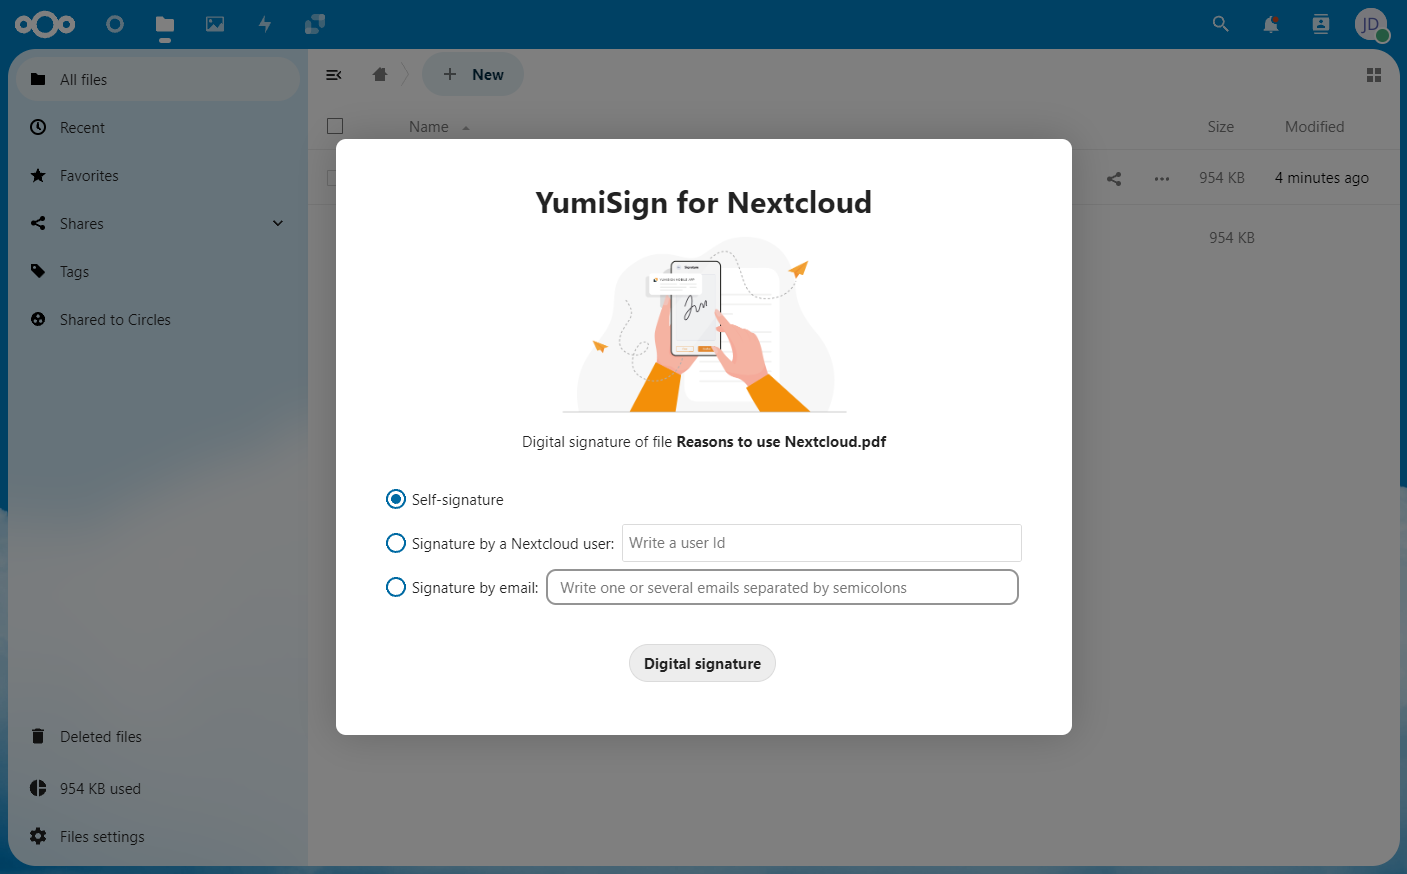 JD
All files
New
Recent
Name
Size
Modified
Favorites
954 KB
4 minutes ago
YumiSign for Nextcloud
Shares
954 KB
Tags
Signature
Shared to Circles
Digital signature of file Reasons to use Nextcloud.pdf
Self-signature
Signature by a Nextcloud user:
Write a user Id
Signature by email:
Write one or several emails separated by semicolons
Digital signature
Deleted files
954 KB used
Files settings